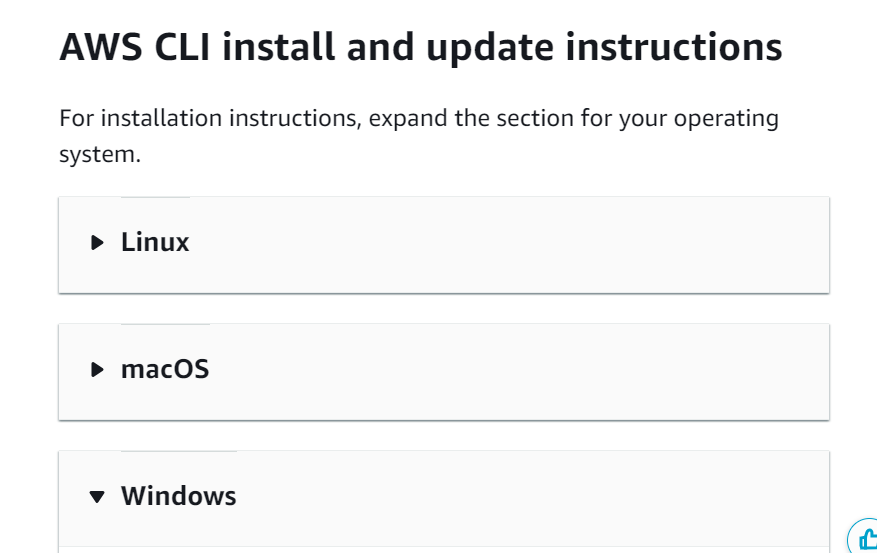 AWS CLI install and update instructions
For installation instructions, expand the section for your operating
system.
Linux
macOS
Windows